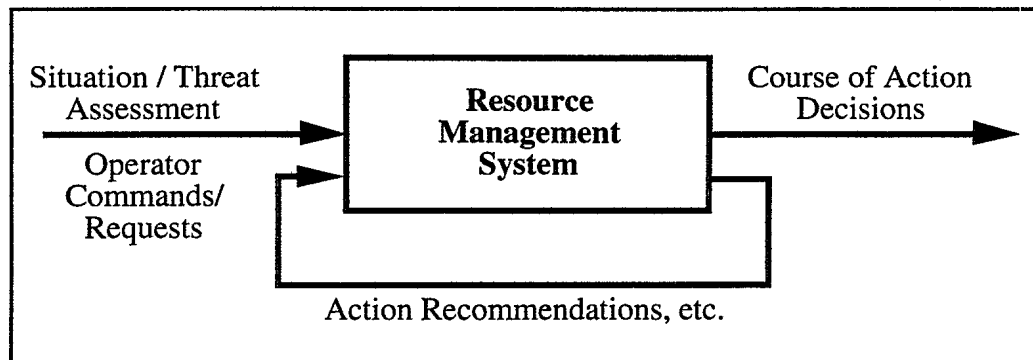 Situation / Threat
Assessment
Operator
Commands/
Requests
Resource
Management
System
Course of Action
Decisions
Action Recommendations, etc.